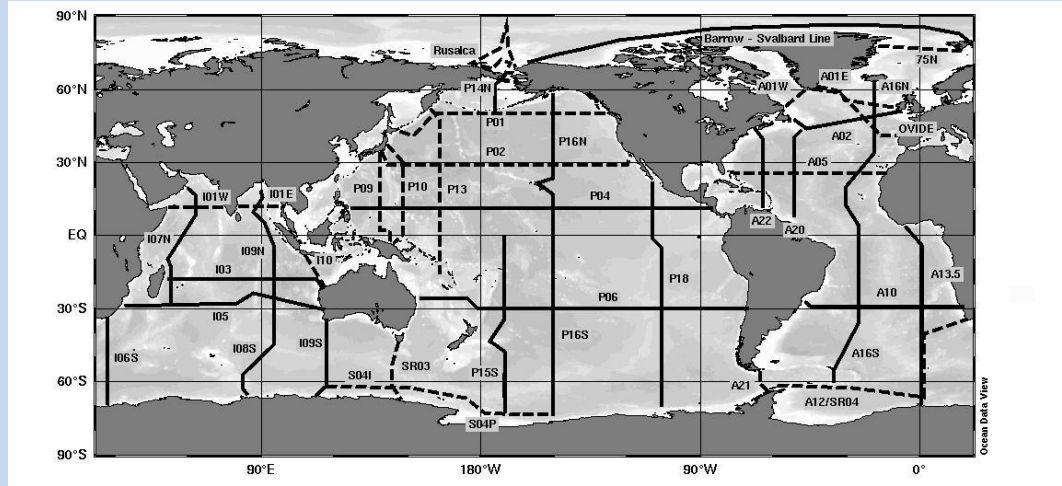 90°N
Rusalca
Barrow - Svalbard Line
75N
60°N
P14N
A01W
A01E
A16N
P01
P16N
A02
OVIDE
30°N
P02
A05
I01W
I01E
P09
P10
P13
P04
A22
A20
EQ
I07N
I09N
I10
I03
P18
A13.5
P06
A10
30°S
I05
I06S
I08S
I09S
SR03
P15S
P16S
A16S
60°S
S04I
A21
A12/SR04
S04P
90°S
90°E
180°W
90°W
0°
Ocean Data View